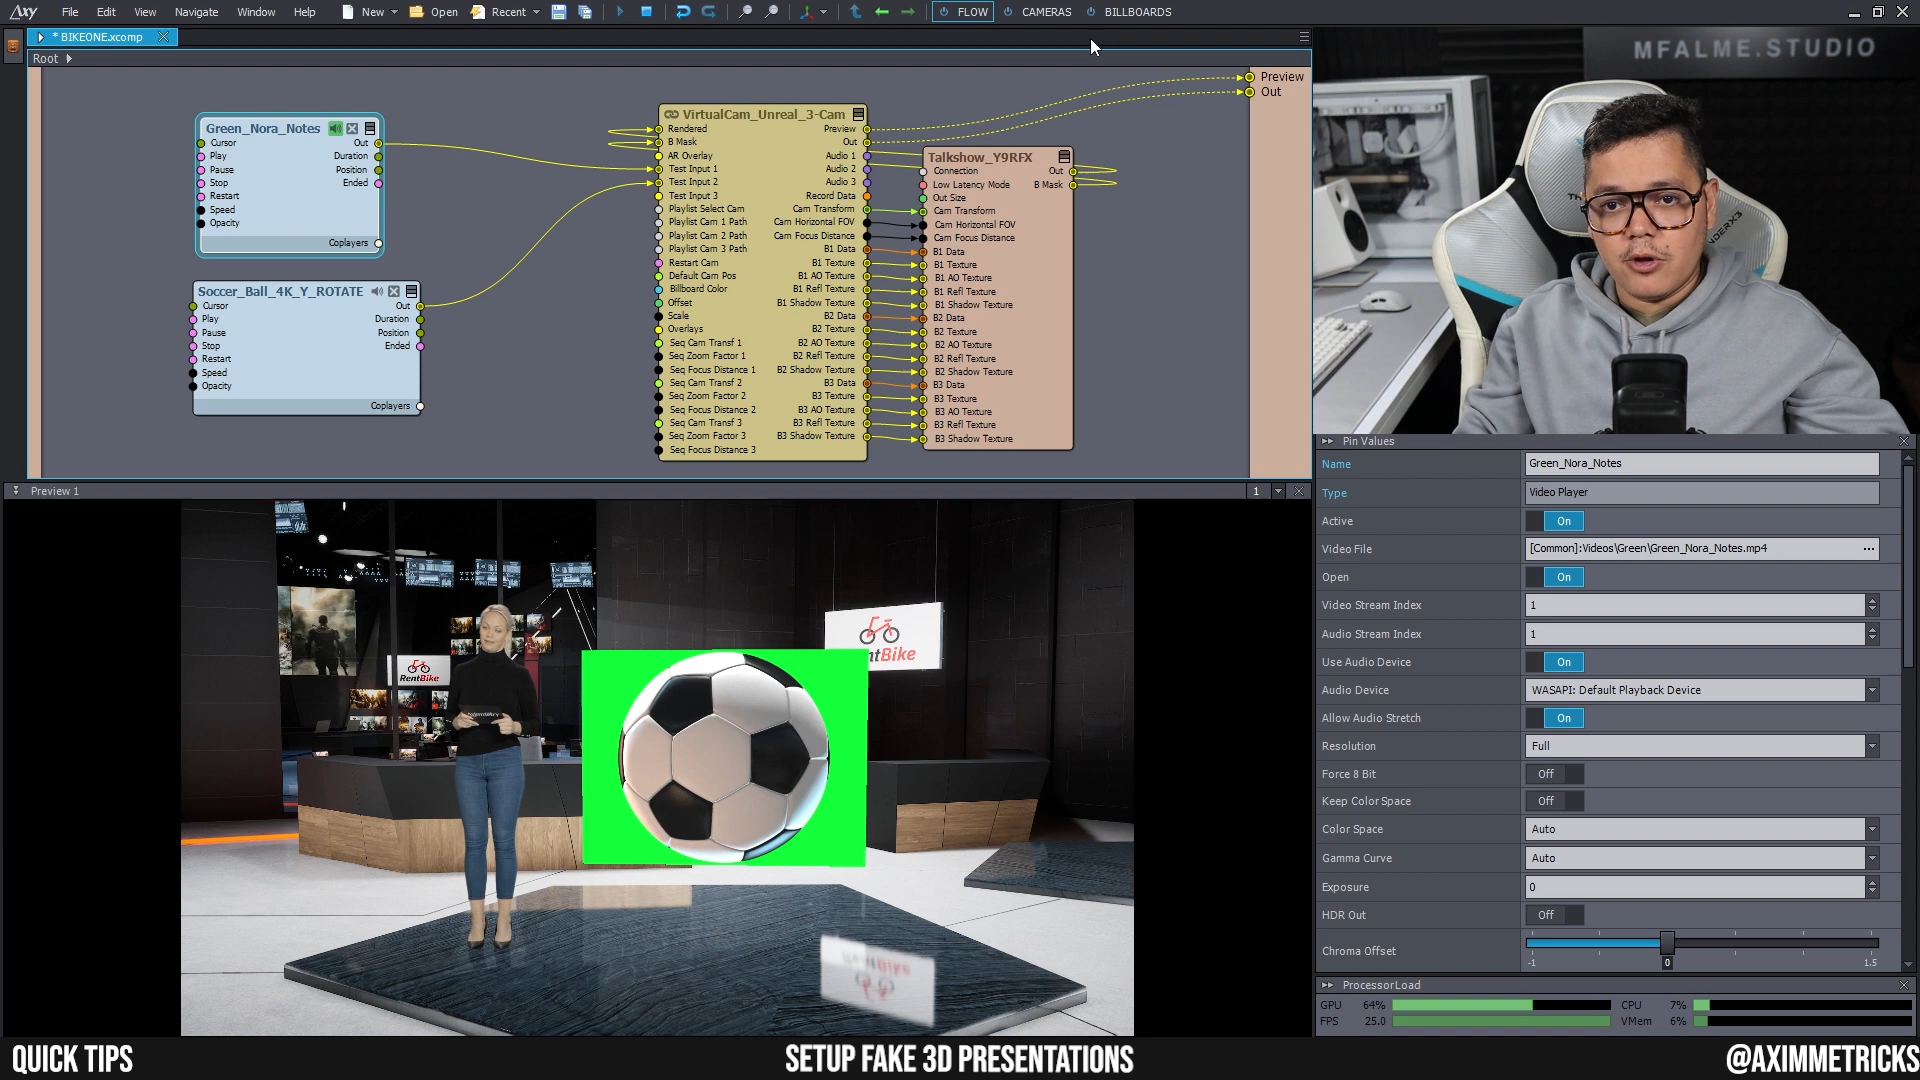 Axy File Edit View Navigate Window Help New Open Recent FLOW CAMERAS BILLBOARDS
* BIKEONE.xcomp
Root
MFALME.STUDIO
Preview
Out
Green_Nora_Notes
Cursor Out
Play Duration
Pause Position
Stop Ended
Restart
Speed
Opacity
Coplayers
Soccer_Ball_4K_Y_ROTATE
Cursor Out
Play Duration
Pause Position
Stop Ended
Restart
Speed
Opacity
Coplayers
VirtualCam_Unreal_3-Cam
Rendered Preview
B Mask Out
AR Overlay Audio 1
Test Input 1 Audio 2
Test Input 2 Audio 3
Test Input 3 Record Data
Playlist Select Cam Cam Transform
Playlist Cam 1 Path Cam Horizontal FOV
Playlist Cam 2 Path Cam Focus Distance
Playlist Cam 3 Path B1 Data
Restart Cam B1 Texture
Default Cam Pos B1 AO Texture
Billboard Color B1 Refl Texture
Offset B1 Shadow Texture
Scale B2 Data
Overlays B2 Texture
Seq Cam Transf 1 B2 AO Texture
Seq Zoom Factor 1 B2 Refl Texture
Seq Focus Distance 1 B2 Shadow Texture
Seq Cam Transf 2 B3 Data
Seq Zoom Factor 2 B3 Texture
Seq Focus Distance 2 B3 AO Texture
Seq Cam Transf 3 B3 Refl Texture
Seq Zoom Factor 3 B3 Shadow Texture
Seq Focus Distance 3
Talkshow_Y9RFX
Connection Out
Low Latency Mode B Mask
Out Size
Cam Transform
Cam Horizontal FOV
Cam Focus Distance
B1 Data
B1 Texture
B1 AO Texture
B1 Refl Texture
B1 Shadow Texture
B2 Data
B2 Texture
B2 AO Texture
B2 Refl Texture
B2 Shadow Texture
B3 Data
B3 Texture
B3 AO Texture
B3 Refl Texture
B3 Shadow Texture
Preview 1 1
RentBike
ntBike
Pin Values
Name Green_Nora_Notes
Type Video Player
Active On
Video File [Common]:Videos\Green\Green_Nora_Notes.mp4 ...
Open On
Video Stream Index 1
Audio Stream Index 1
Use Audio Device On
Audio Device WASAPI: Default Playback Device
Allow Audio Stretch On
Resolution Full
Force 8 Bit Off
Keep Color Space Off
Color Space Auto
Gamma Curve Auto
Exposure 0
HDR Out Off
Chroma Offset
-1 0 1.5
ProcessorLoad
GPU 64% CPU 7%
FPS 25.0 VMem 6%
QUICK TIPS
SETUP FAKE 3D PRESENTATIONS
@AXIMMETRICKS